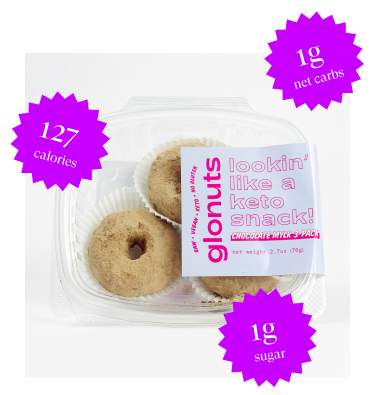 1g
net carbs
127
calories
RAW • VEGAN • KETO • NO GLUTEN
glonuts
lookin'
like a
keto
snack!
CHOCOLATE MYLK 3-PACK
net weight: 2.7oz (76g)
1g
sugar